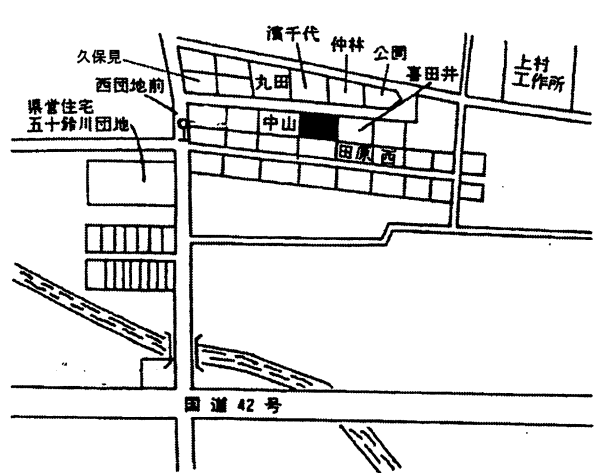 濱千代
仲林
公園
久保見
丸田
喜田井
上村
工作所
西団地前
県営住宅
五十鈴川団地
中山
田原
西
国道 42 号